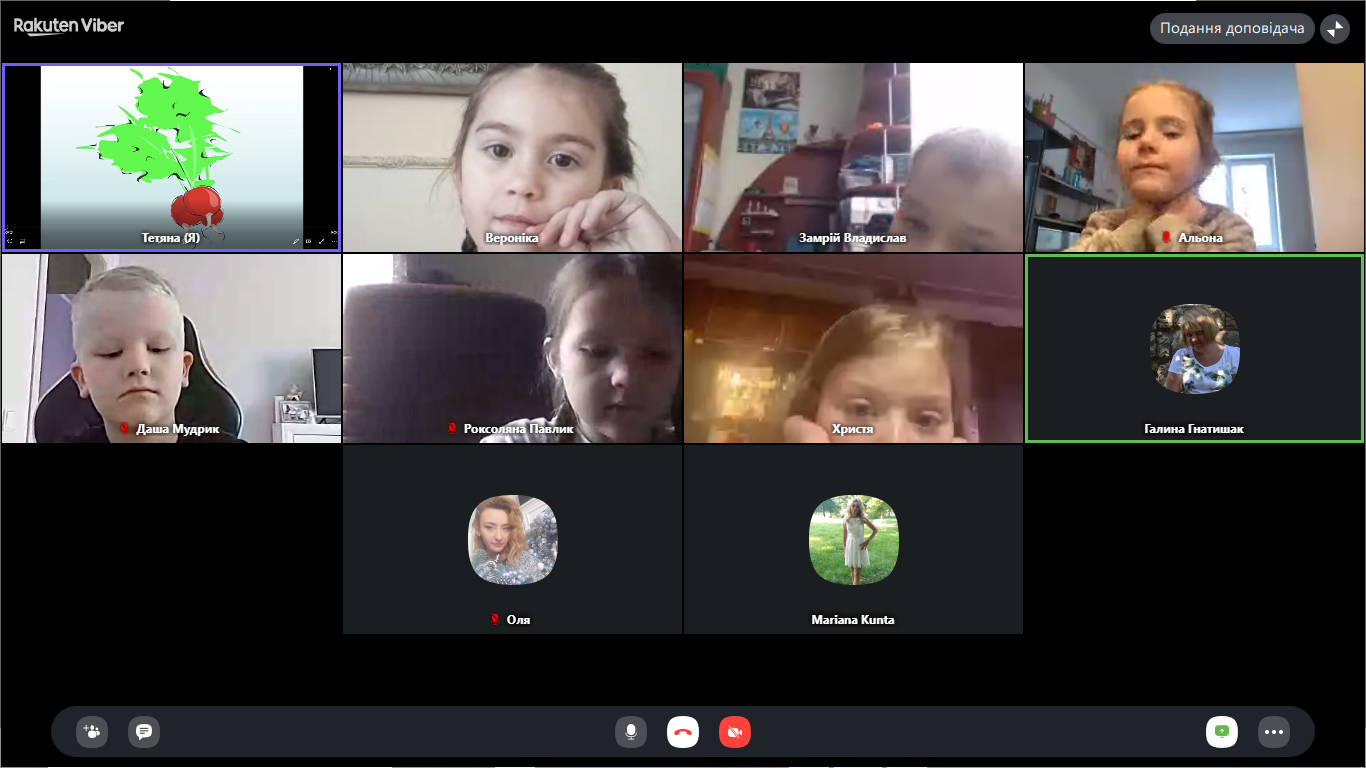 Rakuten Viber
Подання доповідача
Тетяна (Я)
Вероніка
Замрій Владислав
Альона
Даша Мудрик
Роксоляна Павлик
Христя
Галина Гнатишак
Оля
Mariana Kunta